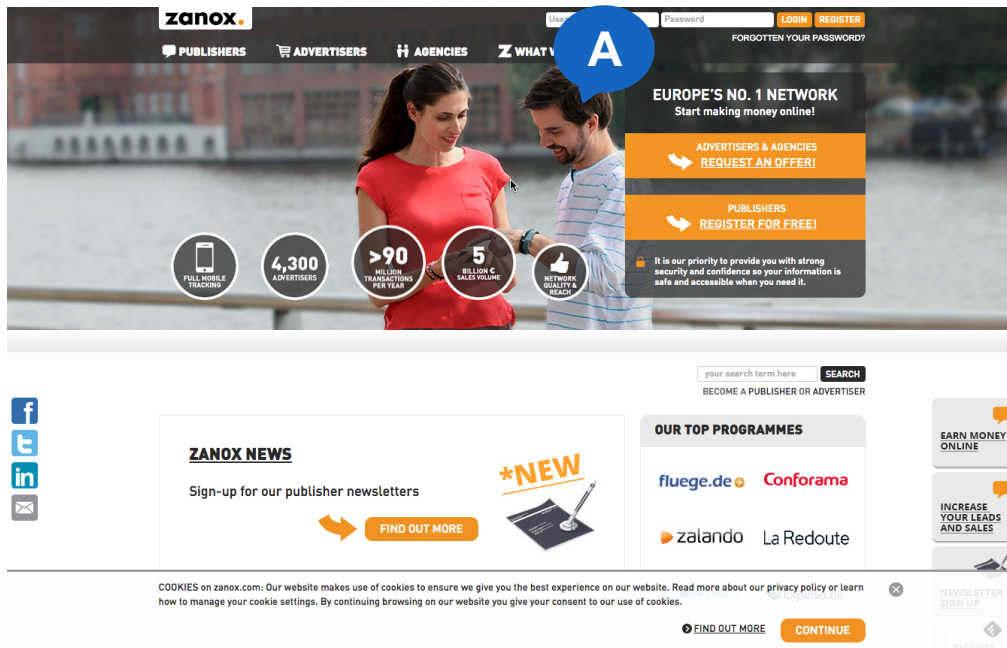 zanox.
User
Password
LOGIN
REGISTER
FORGOTTEN YOUR PASSWORD?
PUBLISHERS
ADVERTISERS
AGENCIES
Z WHAT
A
EUROPE'S NO. 1 NETWORK
Start making money online!
ADVERTISERS & AGENCIES
REQUEST AN OFFER!
PUBLISHERS
REGISTER FOR FREE!
It is our priority to provide you with strong
security and confidence so your information is
safe and accessible when you need it.
FULL MOBILE
TRACKING
4,300
ADVERTISERS
>90
MILLION
TRANSACTIONS
PER YEAR
5
BILLION €
SALES VOLUME
NETWORK
QUALITY &
REACH
your search term here
SEARCH
BECOME A PUBLISHER OR ADVERTISER
ZANOX NEWS
Sign-up for our publisher newsletters
FIND OUT MORE
*NEW
OUR TOP PROGRAMMES
fluege.de
Conforama
zalando
La Redoute
Expedia.de
EARN MONEY
ONLINE
INCREASE
YOUR LEADS
AND SALES
NEWSLETTER
SIGN UP
COOKIES on zanox.com: Our website makes use of cookies to ensure we give you the best experience on our website. Read more about our privacy policy or learn
how to manage your cookie settings. By continuing browsing on our website you give your consent to our use of cookies.
FIND OUT MORE
CONTINUE